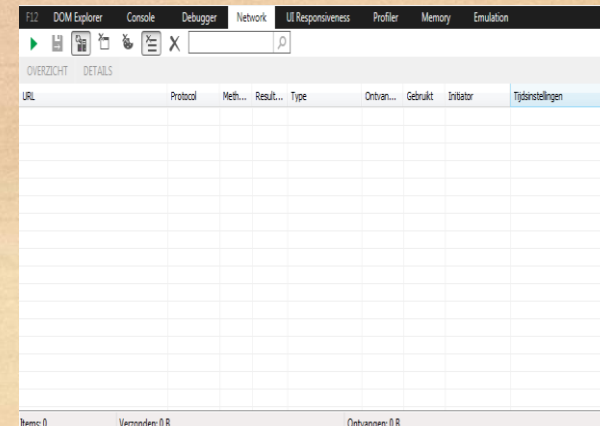 F12 DOM Explorer Console Debugger Network UI Responsiveness Profiler Memory Emulation
OVERZICHT DETAILS
URL Protocol Meth... Result... Type Ontvan... Gebruikt Initiator Tijdsinstellingen
Items: 0 Verzonden: 0 B Ontvangen: 0 B